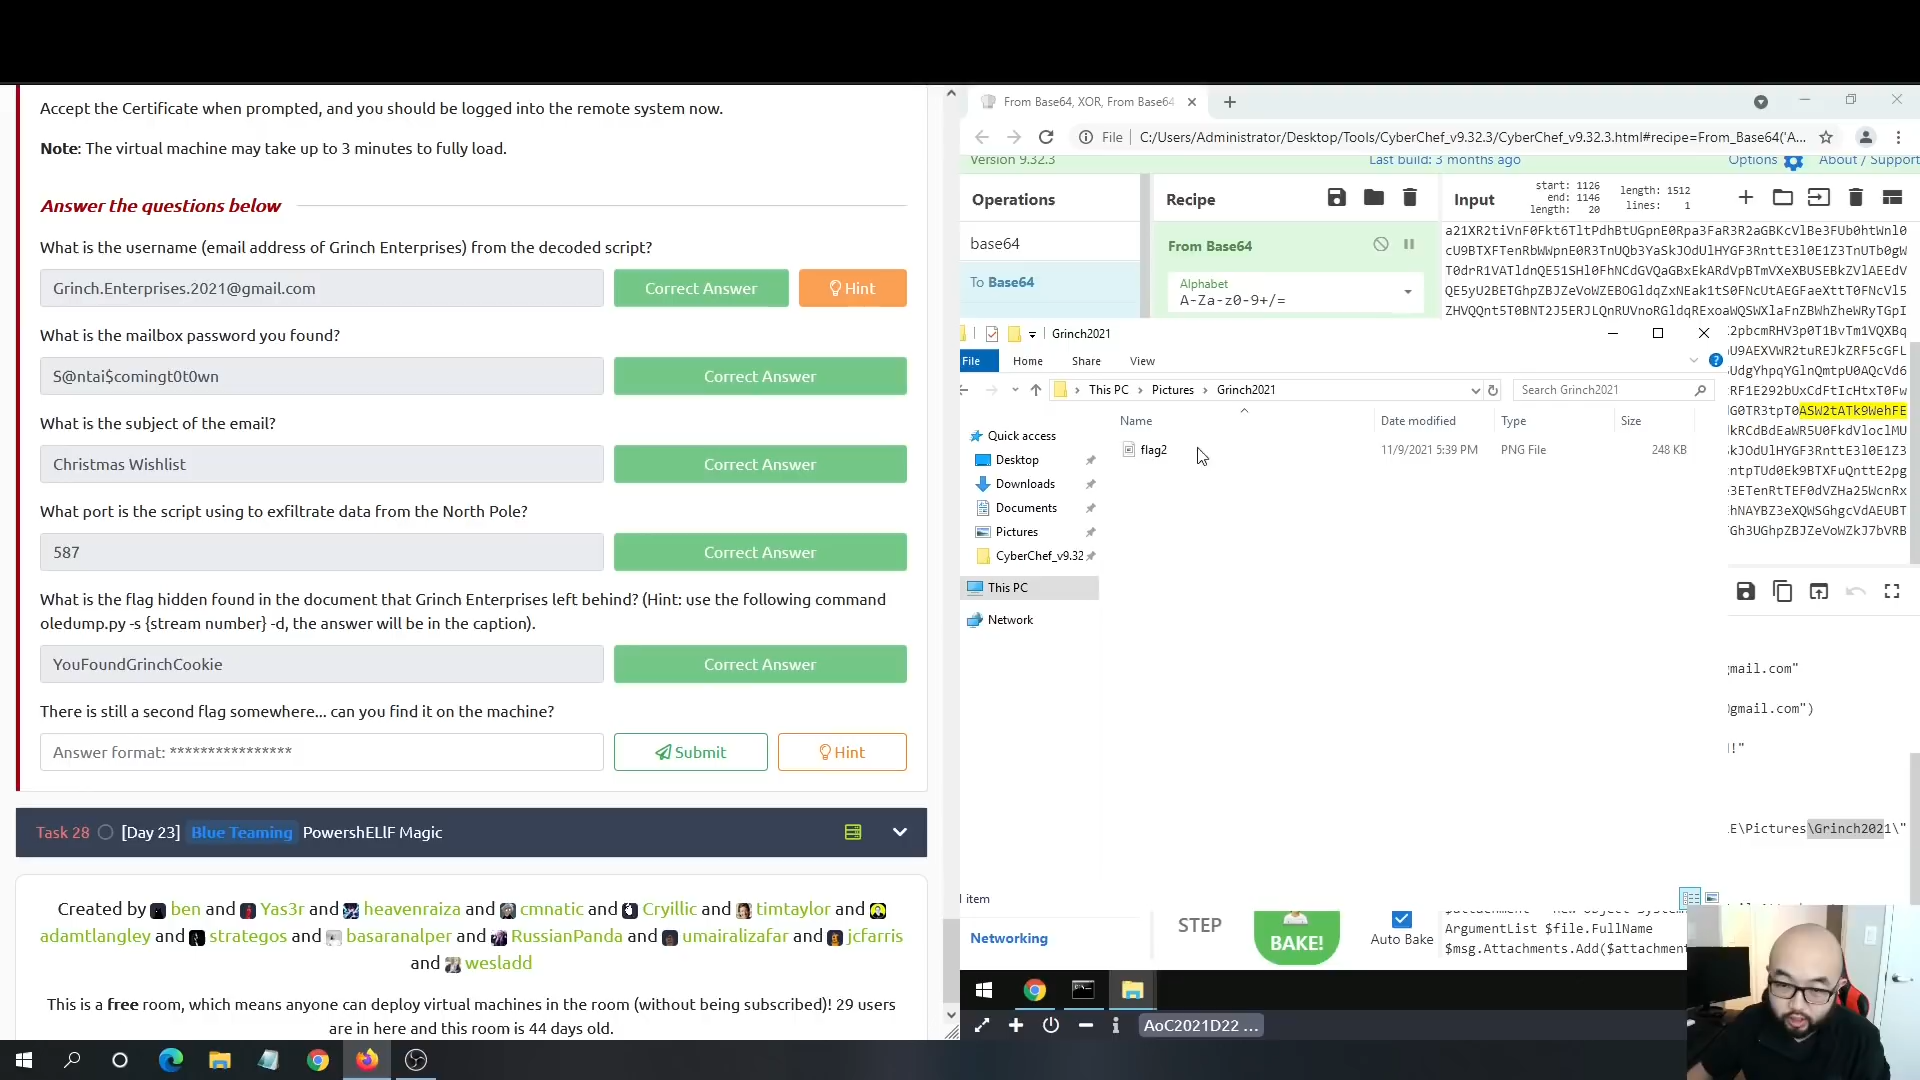 Accept the Certificate when prompted, and you should be logged into the remote system now.
Note: The virtual machine may take up to 3 minutes to fully load.
Answer the questions below
What is the username (email address of Grinch Enterprises) from the decoded script?
Grinch.Enterprises.2021@gmail.com
Correct Answer
Hint
What is the mailbox password you found?
S@ntai$comingt0t0wn
Correct Answer
What is the subject of the email?
Christmas Wishlist
Correct Answer
What port is the script using to exfiltrate data from the North Pole?
587
Correct Answer
What is the flag hidden found in the document that Grinch Enterprises left behind? (Hint: use the following command
oledump.py -s {stream number} -d, the answer will be in the caption).
YouFoundGrinchCookie
Correct Answer
There is still a second flag somewhere... can you find it on the machine?
Answer format: ****************
Submit
Hint
Task 28 [Day 23] Blue Teaming PowershELlF Magic
Created by ben and Yas3r and heavenraiza and cmnatic and Cryillic and timtaylor and
adamtlangley and strategos and basaranalper and RussianPanda and umairalizafar and jcfarris
and wesladd
This is a free room, which means anyone can deploy virtual machines in the room (without being subscribed)! 29 users
are in here and this room is 44 days old.
From Base64, XOR, From Base64
File C:/Users/Administrator/Desktop/Tools/CyberChef_v9.32.3/CyberChef_v9.32.3.html#recipe=From_Base64('A...
Version 9.32.3
Last build: 3 months ago
Options
About / Support
Operations
base64
To Base64
Recipe
From Base64
Alphabet
A-Za-z0-9+/=
Input
start: 1126
end: 1146
length: 20
length: 1512
lines: 1
Grinch2021
File
Home
Share
View
This PC
Pictures
Grinch2021
Search Grinch2021
Name
Date modified
Type
Size
flag2
11/9/2021 5:39 PM
PNG File
248 KB
Quick access
Desktop
Downloads
Documents
Pictures
CyberChef_v9.32
This PC
Network
ASW2tATk9WehFE
gmail.com"
@gmail.com")
!"
E\Pictures\Grinch2021\"
item
Networking
STEP
BAKE!
Auto Bake
ArgumentList $file.FullName
$msg.Attachments.Add($attachment
AoC2021D22 ...